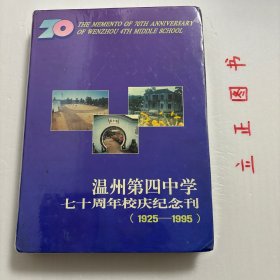 70
THE MEMENTO OF 70TH ANNIVERSARY
OF WENZHOU 4TH MIDDLE SCHOOL
温州第四中学
七十周年校庆纪念刊
(1925—1995)
立正图书